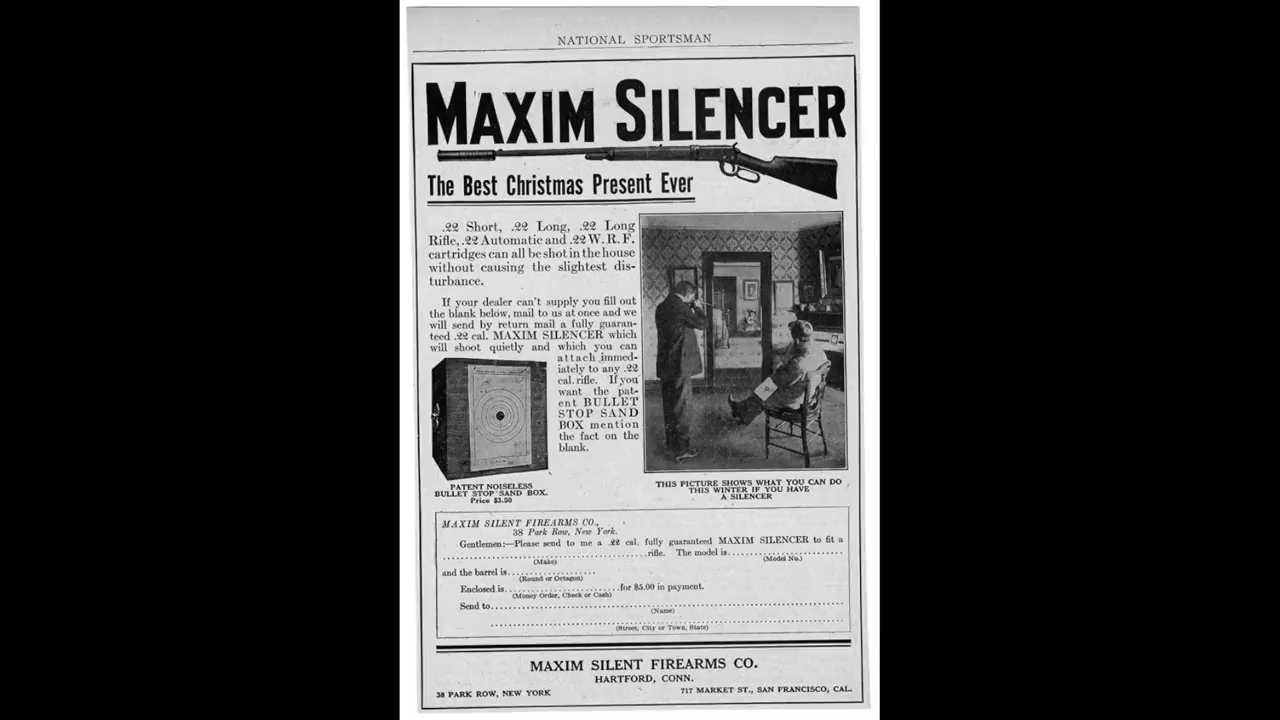 NATIONAL SPORTSMAN
MAXIM SILENCER
The Best Christmas Present Ever
.22 Short, .22 Long, .22 Long
Rifle, .22 Automatic and .22 W. R. F.
cartridges can all be shot in the house
without causing the slightest dis-
turbance.
If your dealer can't supply you fill out
the blank below, mail to us at once and we
will send by return mail a fully guaran-
teed .22 cal. MAXIM SILENCER which
will shoot quietly and which you can
attach immed-
iately to any .22
cal. rifle. If you
want the pat-
ent BULLET
STOP SAND
BOX mention
the fact on the
blank.
PATENT NOISELESS
BULLET STOP SAND BOX.
Price $3.50
THIS PICTURE SHOWS WHAT YOU CAN DO
THIS WINTER IF YOU HAVE
A SILENCER
MAXIM SILENT FIREARMS CO.,
38 Park Row, New York.
Gentlemen:—Please send to me a .22 cal. fully guaranteed MAXIM SILENCER to fit a
rifle. The model is
(Make) (Model No.)
and the barrel is
(Round or Octagon)
Enclosed is for $5.00 in payment.
(Money Order, Check or Cash)
Send to
(Name)
(Street, City or Town, State)
MAXIM SILENT FIREARMS CO.
HARTFORD, CONN.
38 PARK ROW, NEW YORK 717 MARKET ST., SAN FRANCISCO, CAL.